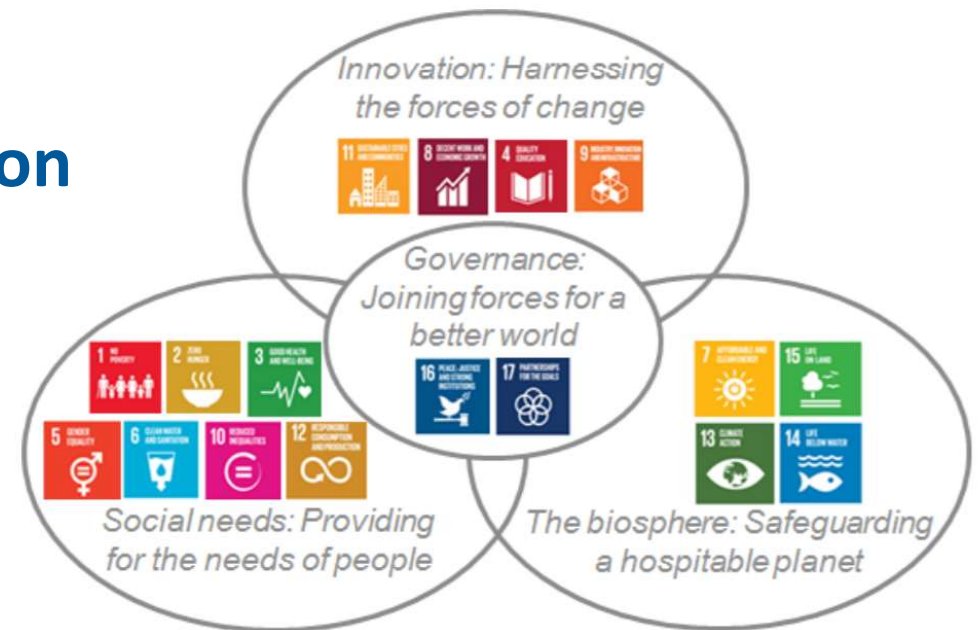 on
Innovation: Harnessing
the forces of change
11 SUSTAINABLE CITIES
AND COMMUNITIES
8 DECENT WORK AND
ECONOMIC GROWTH
4 QUALITY
EDUCATION
9 INDUSTRY, INNOVATION
AND INFRASTRUCTURE
Governance:
Joining forces for a
better world
16 PEACE, JUSTICE
AND STRONG
INSTITUTIONS
17 PARTNERSHIPS
FOR THE GOALS
1 NO
POVERTY
2 ZERO
HUNGER
3 GOOD HEALTH
AND WELL-BEING
5 GENDER
EQUALITY
6 CLEAN WATER
AND SANITATION
10 REDUCED
INEQUALITIES
12 RESPONSIBLE
CONSUMPTION
AND PRODUCTION
Social needs: Providing
for the needs of people
7 AFFORDABLE AND
CLEAN ENERGY
15 LIFE
ON LAND
13 CLIMATE
ACTION
14 LIFE
BELOW WATER
The biosphere: Safeguarding
a hospitable planet